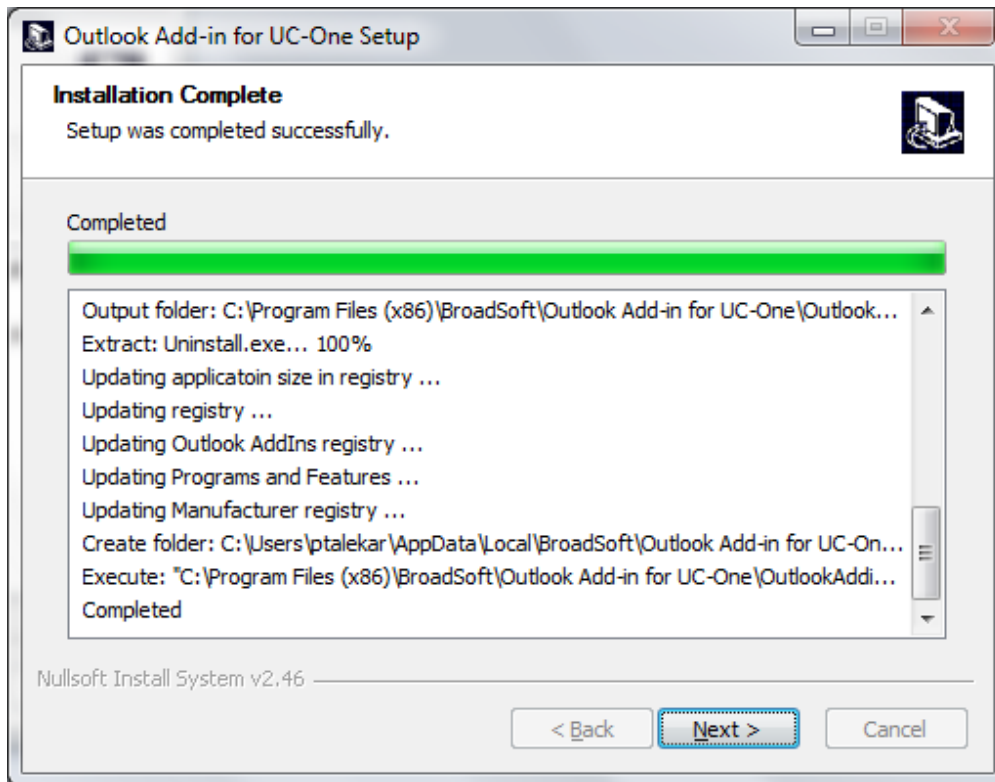 Outlook Add-in for UC-One Setup
Installation Complete
Setup was completed successfully.
Completed
Output folder: C:\Program Files (x86)\BroadSoft\Outlook Add-in for UC-One\Outlook...
Extract: Uninstall.exe... 100%
Updating applicatoin size in registry ...
Updating registry ...
Updating Outlook AddIns registry ...
Updating Programs and Features ...
Updating Manufacturer registry ...
Create folder: C:\Users\ptalekar\AppData\Local\BroadSoft\Outlook Add-in for UC-On...
Execute: "C:\Program Files (x86)\BroadSoft\Outlook Add-in for UC-One\OutlookAddi...
Completed
Nullsoft Install System v2.46
< Back Next > Cancel